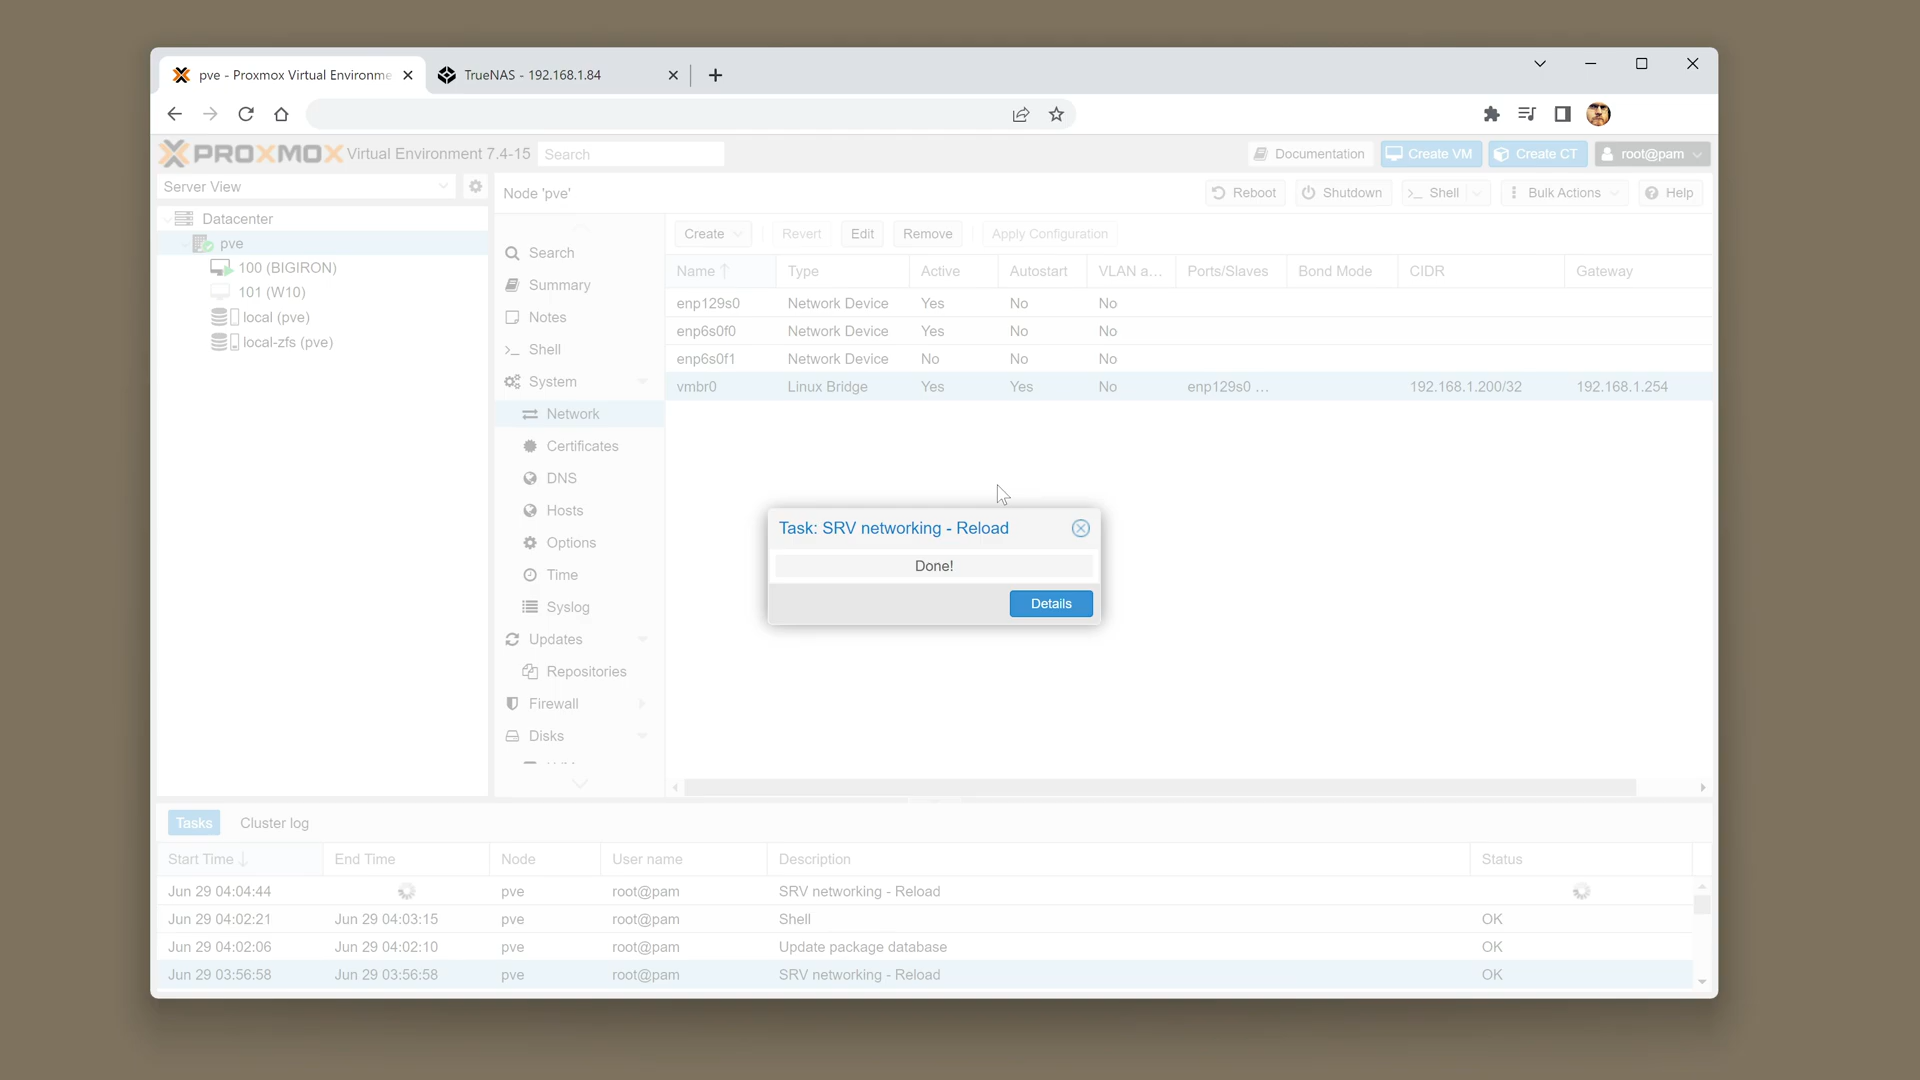 pve - Proxmox Virtual Environme
TrueNAS - 192.168.1.84
PROXMOX Virtual Environment 7.4-15
Search
Documentation
Create VM
Create CT
root@pam
Server View
Node 'pve'
Reboot
Shutdown
Shell
Bulk Actions
Help
Datacenter
pve
100 (BIGIRON)
101 (W10)
local (pve)
local-zfs (pve)
Search
Summary
Notes
Shell
System
Network
Certificates
DNS
Hosts
Options
Time
Syslog
Updates
Repositories
Firewall
Disks
Create
Revert
Edit
Remove
Apply Configuration
Name Type Active Autostart VLAN a... Ports/Slaves Bond Mode CIDR Gateway
enp129s0 Network Device Yes No No
enp6s0f0 Network Device Yes No No
enp6s0f1 Network Device No No No
vmbr0 Linux Bridge Yes Yes No enp129s0 ... 192.168.1.200/32 192.168.1.254
Task: SRV networking - Reload
Done!
Details
Tasks
Cluster log
Start Time End Time Node User name Description Status
Jun 29 04:04:44 pve root@pam SRV networking - Reload
Jun 29 04:02:21 Jun 29 04:03:15 pve root@pam Shell OK
Jun 29 04:02:06 Jun 29 04:02:10 pve root@pam Update package database OK
Jun 29 03:56:58 Jun 29 03:56:58 pve root@pam SRV networking - Reload OK